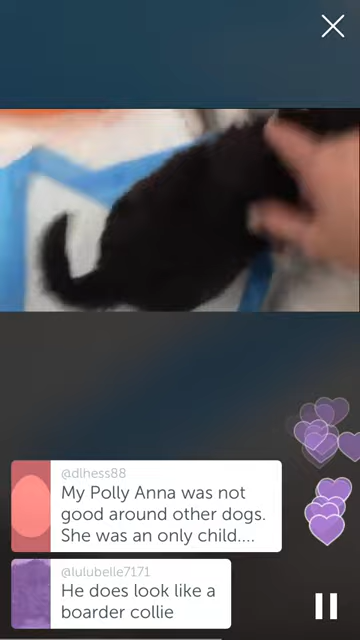 @dlhess88
My Polly Anna was not
good around other dogs.
She was an only child....
@lulubelle7171
He does look like a
boarder collie